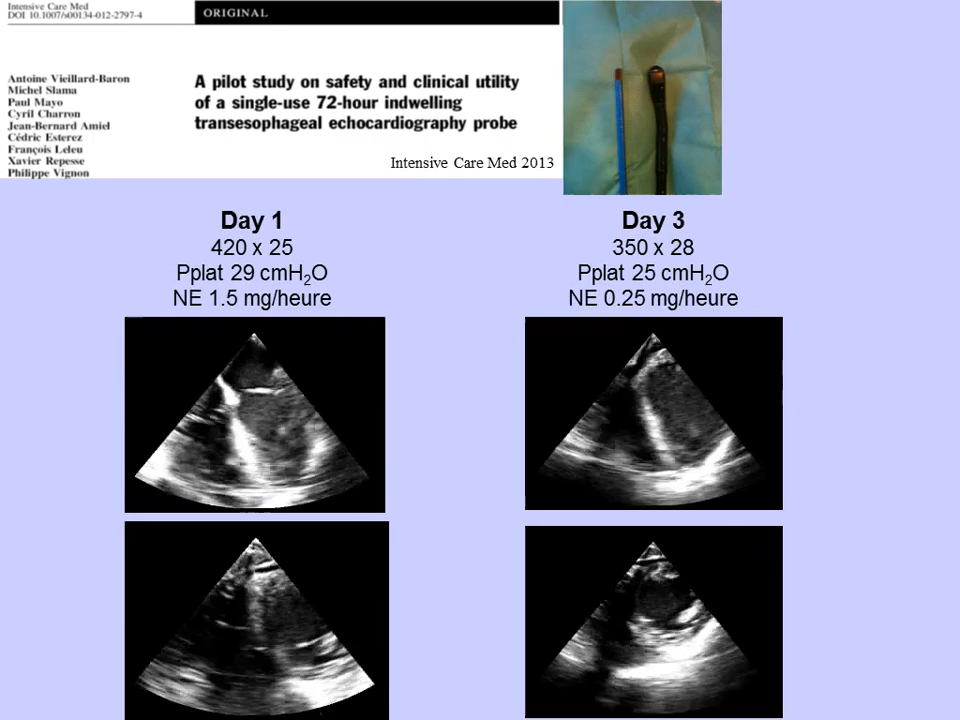 Intensive Care Med
DOI 10.1007/s00134-012-2797-4
ORIGINAL
Antoine Vieillard-Baron
Michel Slama
Paul Mayo
Cyril Charron
Jean-Bernard Amiel
Cédric Esterez
François Leleu
Xavier Repesse
Philippe Vignon
A pilot study on safety and clinical utility
of a single-use 72-hour indwelling
transesophageal echocardiography probe
Intensive Care Med 2013
Day 1
420 x 25
Pplat 29 cmH₂O
NE 1.5 mg/heure
Day 3
350 x 28
Pplat 25 cmH₂O
NE 0.25 mg/heure